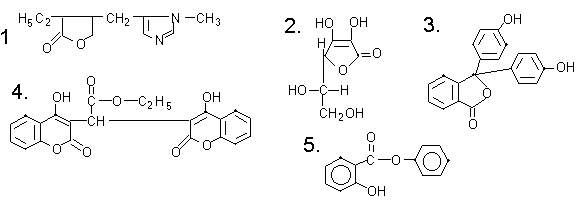 1
H₅C₂
CH₂
N–CH₃
O
O
N
2.
HO OH
H
O
O
HO H
CH₂OH
3.
OH
OH
O
O
4.
OH
O
C–O–C₂H₅
CH
O
O
OH
O
O
5.
O
C
O
OH